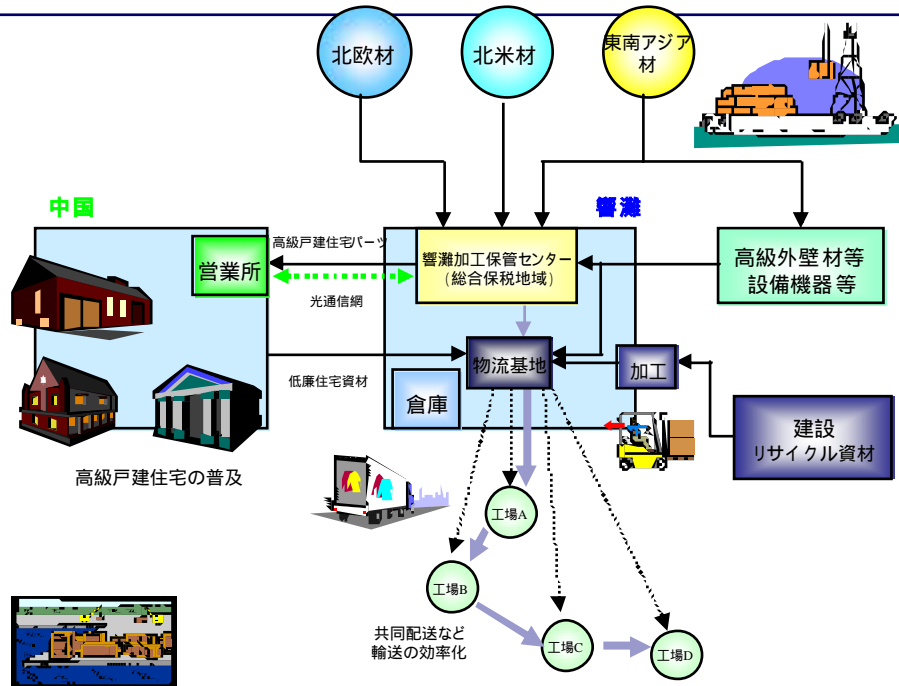 北欧材
北米材
東南アジア
材
中国
響灘
高級戸建住宅パーツ
営業所
光通信網
響灘加工保管センター
(総合保税地域)
高級外壁材等
設備機器等
物流基地
加工
低廉住宅資材
倉庫
建設
リサイクル資材
高級戸建住宅の普及
工場A
工場B
共同配送など
輸送の効率化
工場C
工場D